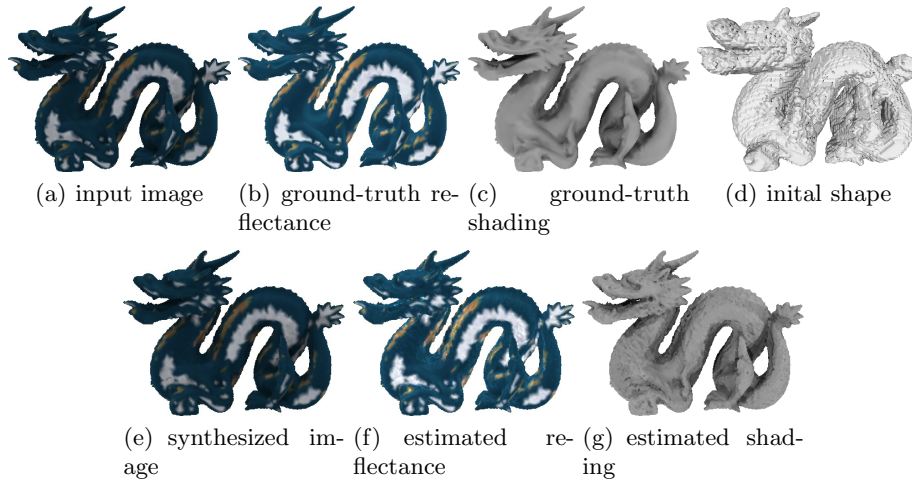 (a) input image
(b) ground-truth re-
flectance
(c) ground-truth
shading
(d) inital shape
(e) synthesized im-
age
(f) estimated re-
flectance
(g) estimated shad-
ing